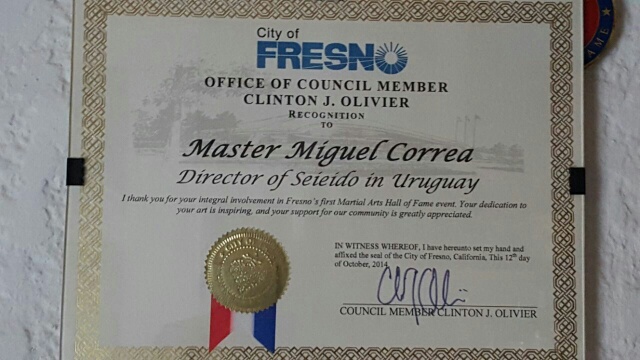 City of
FRESNO
OFFICE OF COUNCIL MEMBER
CLINTON J. OLIVIER
RECOGNITION
TO
Master Miguel Correa
Director of Seieido in Uruguay
I thank you for your integral involvement in Fresno's first Martial Arts Hall of Fame event. Your dedication to
your art is inspiring, and your support for our community is greatly appreciated.
IN WITNESS WHEREOF, I have hereunto set my hand and
affixed the seal of the City of Fresno, California, This 12th day
of October, 2014
COUNCIL MEMBER CLINTON J. OLIVIER